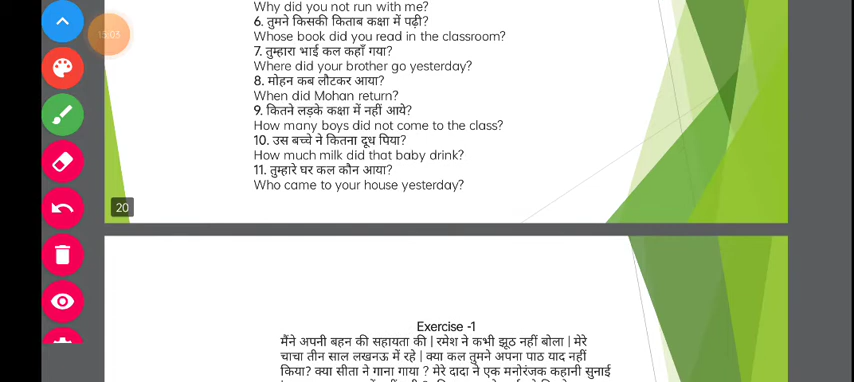 Why did you not run with me?
6. तुमने किसकी किताब कक्षा में पढ़ी?
Whose book did you read in the classroom?
7. तुम्हारा भाई कल कहाँ गया?
Where did your brother go yesterday?
8. मोहन कब लौटकर आया?
When did Mohan return?
9. कितने लड़के कक्षा में नहीं आये?
How many boys did not come to the class?
10. उस बच्चे ने कितना दूध पिया?
How much milk did that baby drink?
11. तुम्हारे घर कल कौन आया?
Who came to your house yesterday?
15:03
20
Exercise -1
मैंने अपनी बहन की सहायता की | रमेश ने कभी झूठ नहीं बोला | मेरे
चाचा तीन साल लखनऊ में रहे | क्या कल तुमने अपना पाठ याद नहीं
किया? क्या सीता ने गाना गाया ? मेरे दादा ने एक मनोरंजक कहानी सुनाई